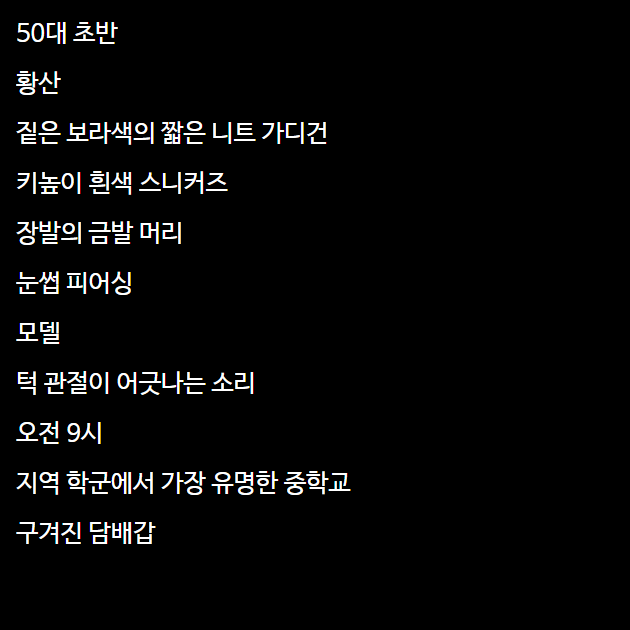 50대 초반
황산
짙은 보라색의 짧은 니트 가디건
키높이 흰색 스니커즈
장발의 금발 머리
눈썹 피어싱
모델
턱 관절이 어긋나는 소리
오전 9시
지역 학군에서 가장 유명한 중학교
구겨진 담배갑